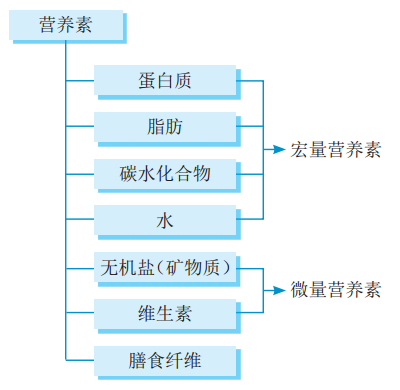 营养素
蛋白质
脂肪
碳水化合物
宏量营养素
水
无机盐（矿物质）
微量营养素
维生素
膳食纤维